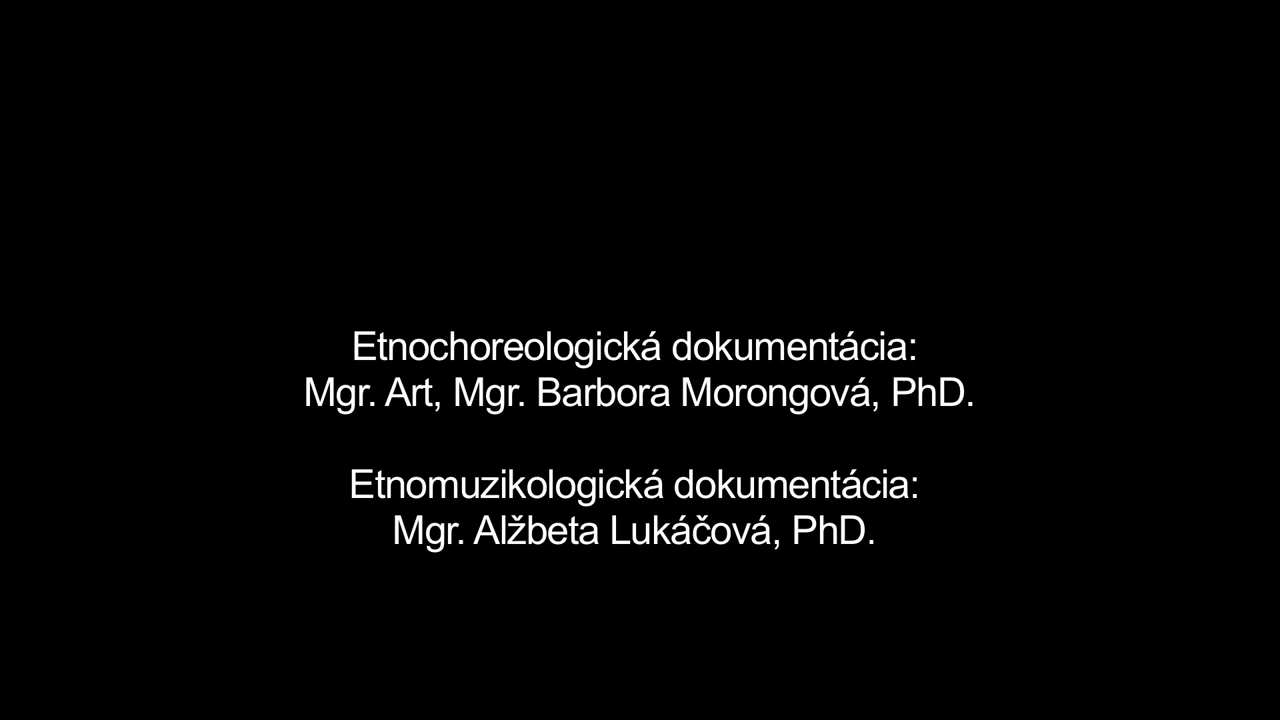 Etnochoreologická dokumentácia:
Mgr. Art, Mgr. Barbora Morongová, PhD.
Etnomuzikologická dokumentácia:
Mgr. Alžbeta Lukáčová, PhD.